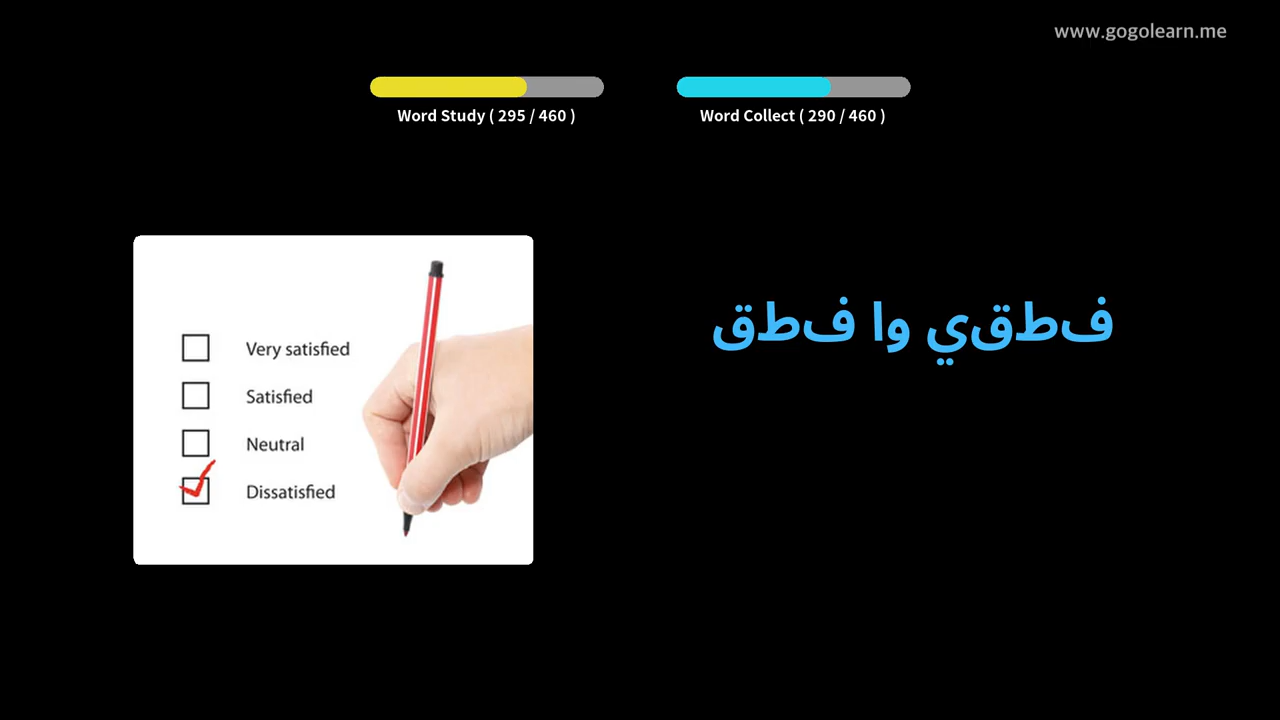 www.gogolearn.me
Word Study ( 295 / 460 )
Word Collect ( 290 / 460 )
فطقي وا فطق
Very satisfied
Satisfied
Neutral
Dissatisfied